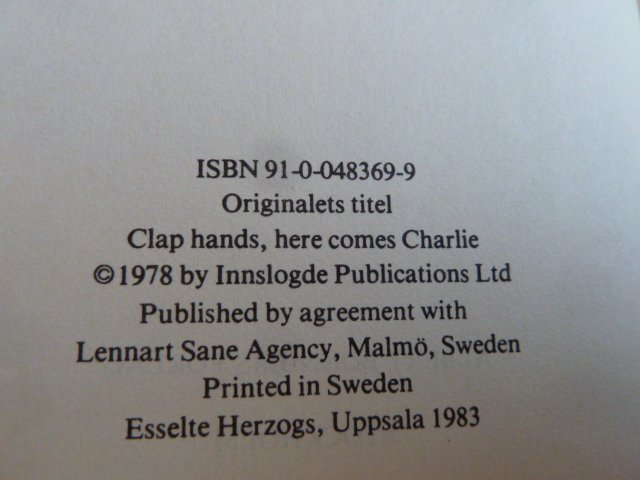 ISBN 91-0-048369-9
Originalets titel
Clap hands, here comes Charlie
©1978 by Innslogde Publications Ltd
Published by agreement with
Lennart Sane Agency, Malmö, Sweden
Printed in Sweden
Esselte Herzogs, Uppsala 1983